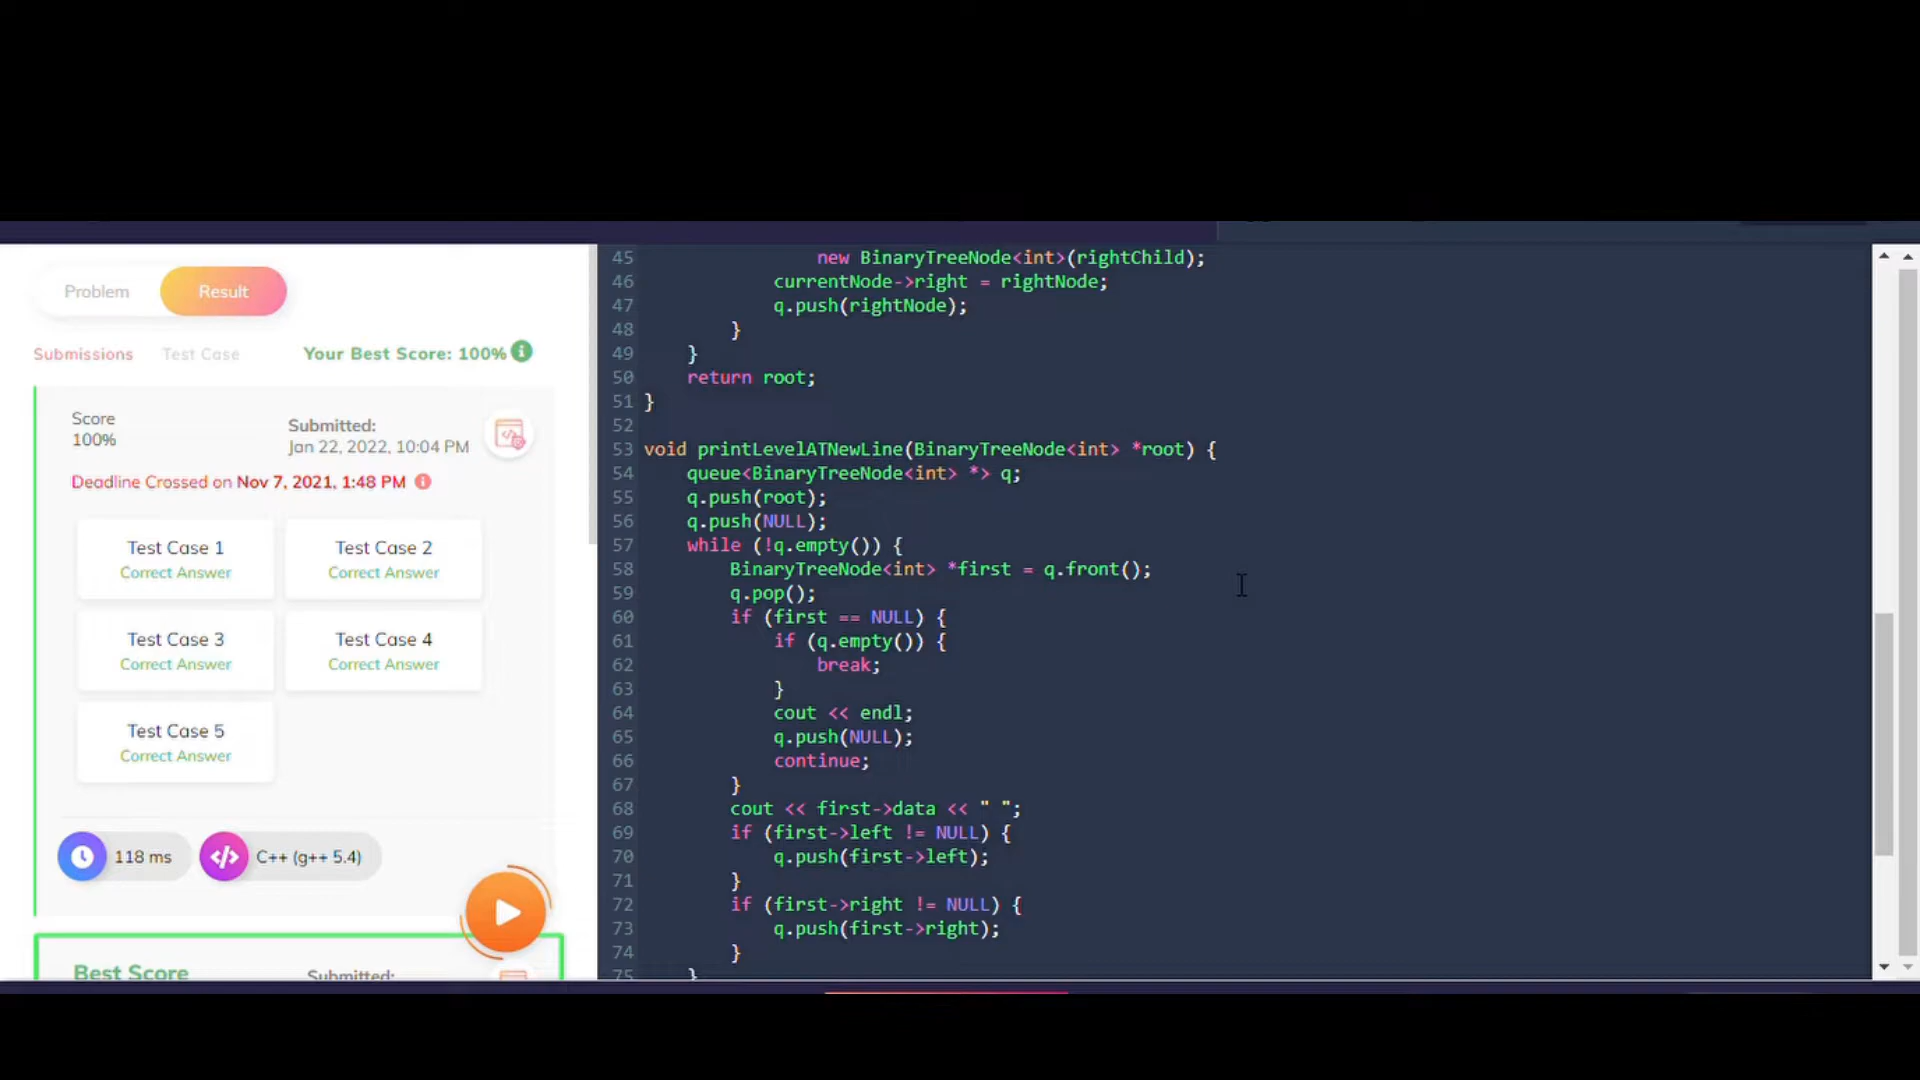 Problem
Result
Submissions
Test Case
Your Best Score: 100%
Score
100%
Submitted:
Jan 22, 2022, 10:04 PM
Deadline Crossed on Nov 7, 2021, 1:48 PM
Test Case 1
Correct Answer
Test Case 2
Correct Answer
Test Case 3
Correct Answer
Test Case 4
Correct Answer
Test Case 5
Correct Answer
118 ms
C++ (g++ 5.4)
Best Score
Submitted:
45 new BinaryTreeNode<int>(rightChild);
46 currentNode->right = rightNode;
47 q.push(rightNode);
48 }
49 }
50 return root;
51 }
52
53 void printLevelATNewLine(BinaryTreeNode<int> *root) {
54 queue<BinaryTreeNode<int> *> q;
55 q.push(root);
56 q.push(NULL);
57 while (!q.empty()) {
58 BinaryTreeNode<int> *first = q.front();
59 q.pop();
60 if (first == NULL) {
61 if (q.empty()) {
62 break;
63 }
64 cout << endl;
65 q.push(NULL);
66 continue;
67 }
68 cout << first->data << " ";
69 if (first->left != NULL) {
70 q.push(first->left);
71 }
72 if (first->right != NULL) {
73 q.push(first->right);
74 }
75 }